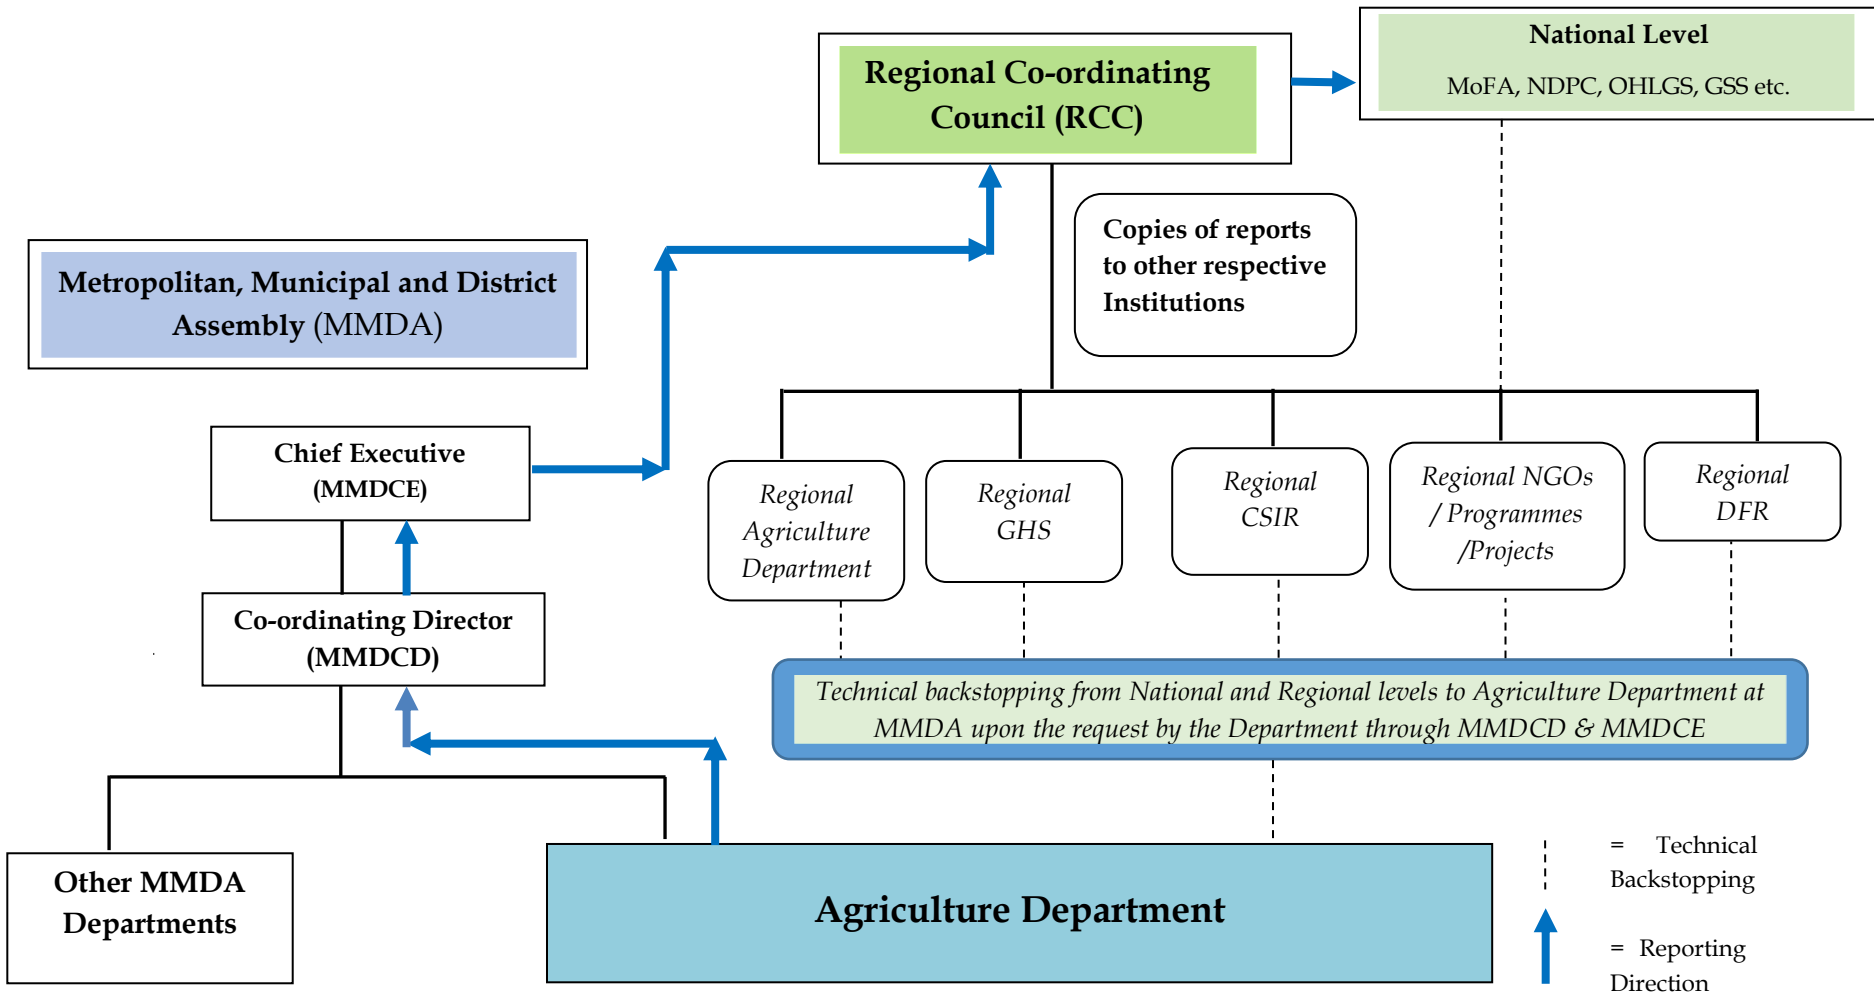 National Level
MoFA, NDPC, OHLGS, GSS etc.
Regional Co-ordinating
Council (RCC)
Copies of reports
to other respective
Institutions
Metropolitan, Municipal and District
Assembly (MMDA)
Chief Executive
(MMDCE)
Co-ordinating Director
(MMDCD)
Regional
Agriculture
Department
Regional
GHS
Regional
CSIR
Regional NGOs
/ Programmes
/Projects
Regional
DFR
Technical backstopping from National and Regional levels to Agriculture Department at
MMDA upon the request by the Department through MMDCD & MMDCE
Other MMDA
Departments
Agriculture Department
= Technical
Backstopping
= Reporting
Direction